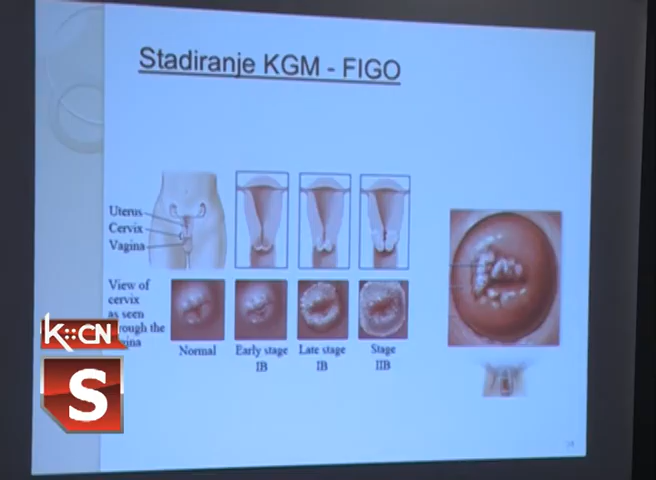 Stadiranje KGM - FIGO
Uterus
Cervix
Vagina
View of
cervix
as seen
through the
Normal
Early stage
IB
Late stage
IB
Stage
IIB
K::CN
S